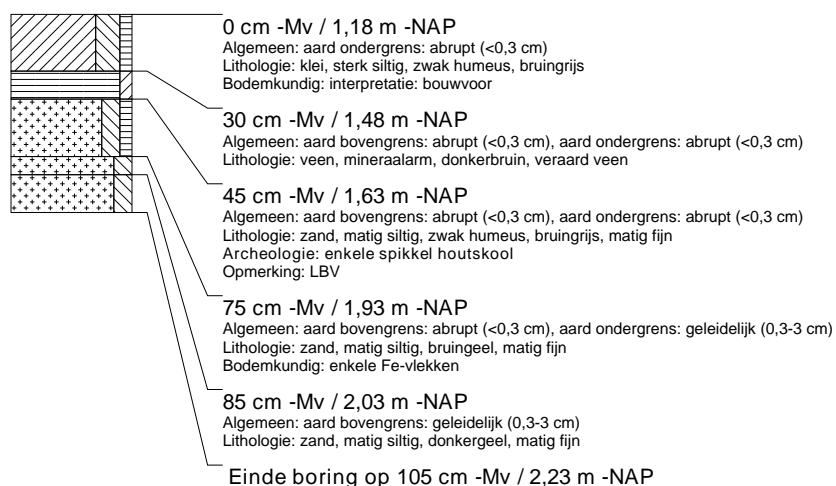 0 cm -Mv / 1,18 m -NAP
Algemeen: aard ondergrens: abrupt (<0,3 cm)
Lithologie: klei, sterk siltig, zwak humeus, bruingrijs
Bodemkundig: interpretatie: bouwvoor
30 cm -Mv / 1,48 m -NAP
Algemeen: aard bovengrens: abrupt (<0,3 cm), aard ondergrens: abrupt (<0,3 cm)
Lithologie: veen, mineraalarm, donkerbruin, veraard veen
45 cm -Mv / 1,63 m -NAP
Algemeen: aard bovengrens: abrupt (<0,3 cm), aard ondergrens: abrupt (<0,3 cm)
Lithologie: zand, matig siltig, zwak humeus, bruingrijs, matig fijn
Archeologie: enkele spikkel houtskool
Opmerking: LBV
75 cm -Mv / 1,93 m -NAP
Algemeen: aard bovengrens: abrupt (<0,3 cm), aard ondergrens: geleidelijk (0,3-3 cm)
Lithologie: zand, matig siltig, bruingeel, matig fijn
Bodemkundig: enkele Fe-vlekken
85 cm -Mv / 2,03 m -NAP
Algemeen: aard bovengrens: geleidelijk (0,3-3 cm)
Lithologie: zand, matig siltig, donkergeel, matig fijn
Einde boring op 105 cm -Mv / 2,23 m -NAP